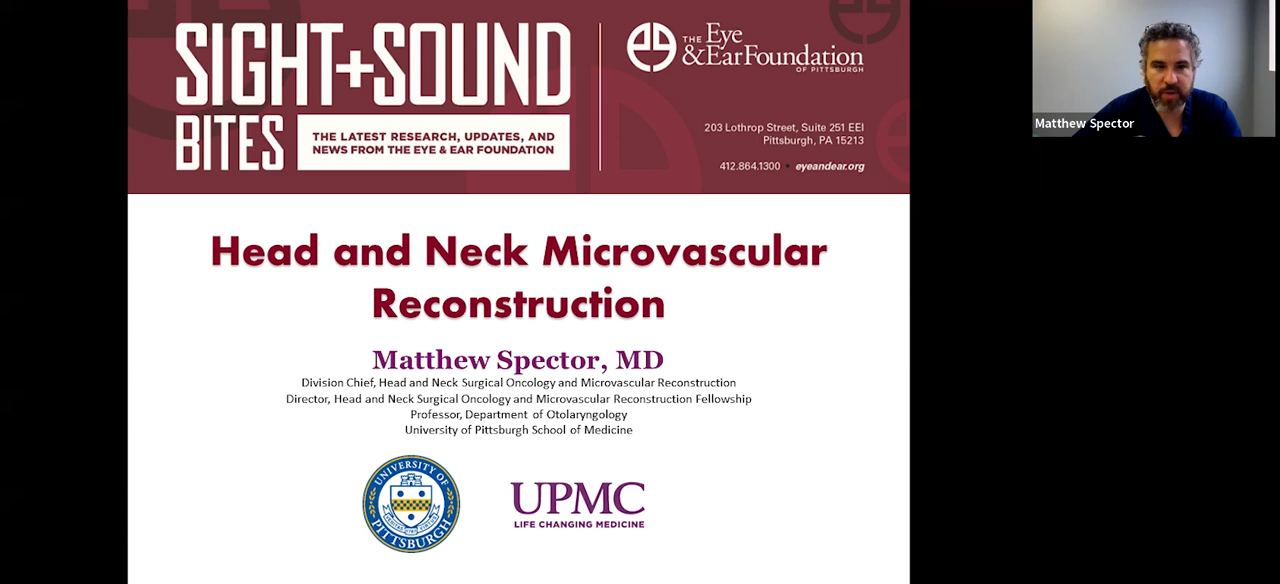 SIGHT+SOUND
BITES
THE LATEST RESEARCH, UPDATES, AND
NEWS FROM THE EYE & EAR FOUNDATION
THE Eye
&EarFoundation
OF PITTSBURGH
203 Lothrop Street, Suite 251 EEI
Pittsburgh, PA 15213
412.864.1300 • eyeandear.org
Matthew Spector
Head and Neck Microvascular
Reconstruction
Matthew Spector, MD
Division Chief, Head and Neck Surgical Oncology and Microvascular Reconstruction
Director, Head and Neck Surgical Oncology and Microvascular Reconstruction Fellowship
Professor, Department of Otolaryngology
University of Pittsburgh School of Medicine
UNIVERSITY OF
PITTSBURGH
UPMC
LIFE CHANGING MEDICINE